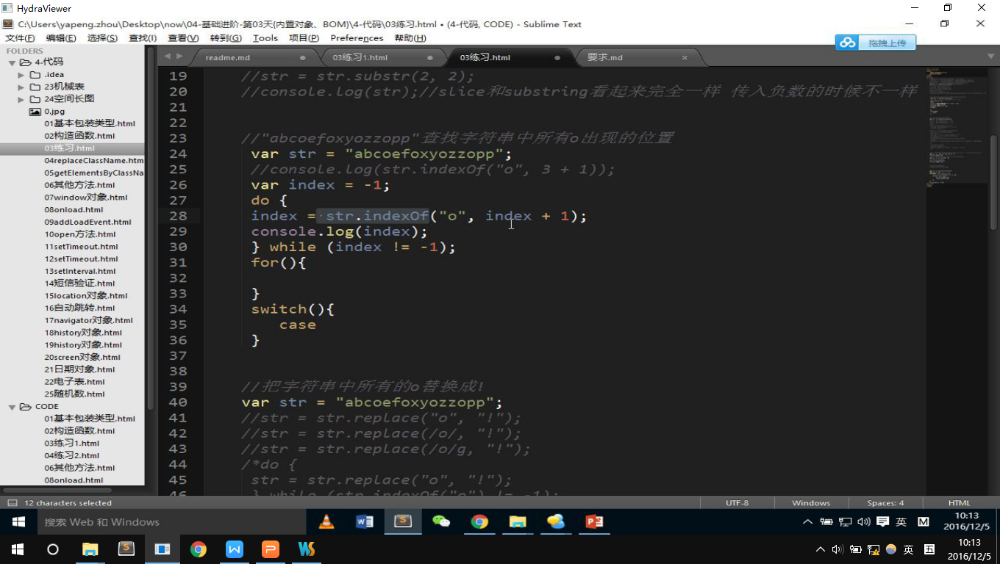 HydraViewer
C:\Users\yapeng.zhou\Desktop\now\04-基础进阶-第03天{内置对象、BOM}\4-代码\03练习.html • (4-代码, CODE) - Sublime Text
文件(F) 编辑(E) 选择(S) 查找(I) 查看(V) 转到(G) Tools 项目(P) Preferences 帮助(H)
拖拽上传
FOLDERS
4-代码
.idea
23机械表
24空间长图
0.jpg
01基本包装类型.html
02构造函数.html
03练习.html
04replaceClassName.htm
05getElementsByClassNa
06其他方法.html
07window对象.html
08onload.html
09addLoadEvent.html
10open方法.html
11setTimeout.html
12setTimeout.html
13setInterval.html
14短信验证.html
15location对象.html
16自动跳转.html
17navigator对象.html
18history对象.html
19history对象.html
20screen对象.html
21日期对象.html
22电子表.html
25随机数.html
CODE
01基本包装类型.html
02构造函数.html
03练习1.html
04练习2.html
06其他方法.html
08onload.html
readme.md 03练习1.html 03练习.html 要求.md
19 //str = str.substr(2, 2);
20 //console.log(str);//slice和substring看起来完全一样 传入负数的时候不一样
21
22
23 //"abcoefoxyozzopp"查找字符串中所有o出现的位置
24 var str = "abcoefoxyozzopp";
25 //console.log(str.indexOf("o", 3 + 1));
26 var index = -1;
27 do {
28 index = str.indexOf("o", index + 1);
29 console.log(index);
30 } while (index != -1);
31 for(){
32
33 }
34 switch(){
35 case
36 }
37
38
39 //把字符串中所有的o替换成!
40 var str = "abcoefoxyozzopp";
41 //str = str.replace("o", "!");
42 //str = str.replace(/o/, "!");
43 //str = str.replace(/o/g, "!");
44 /*do {
45 str = str.replace("o", "!");
46 } while (str.indexOf("o") != -1);
12 characters selected UTF-8 Windows Spaces: 4 HTML
搜索 Web 和 Windows
英 M 10:13
2016/12/5
英 五 10:13
2016/12/5